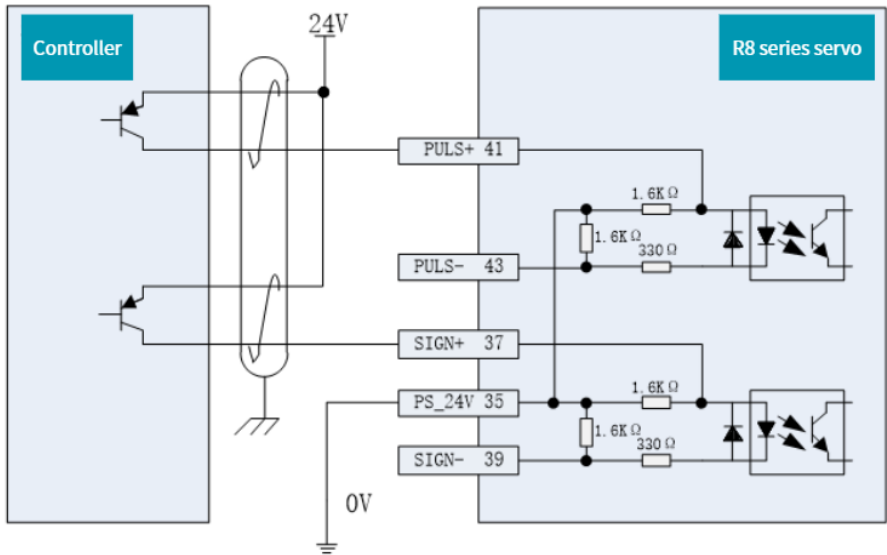 Controller
24V
R8 series servo
PULS+ 41
1.6KΩ
1.6KΩ
330Ω
PULS- 43
SIGN+ 37
1.6KΩ
PS_24V 35
1.6KΩ
330Ω
SIGN- 39
0V